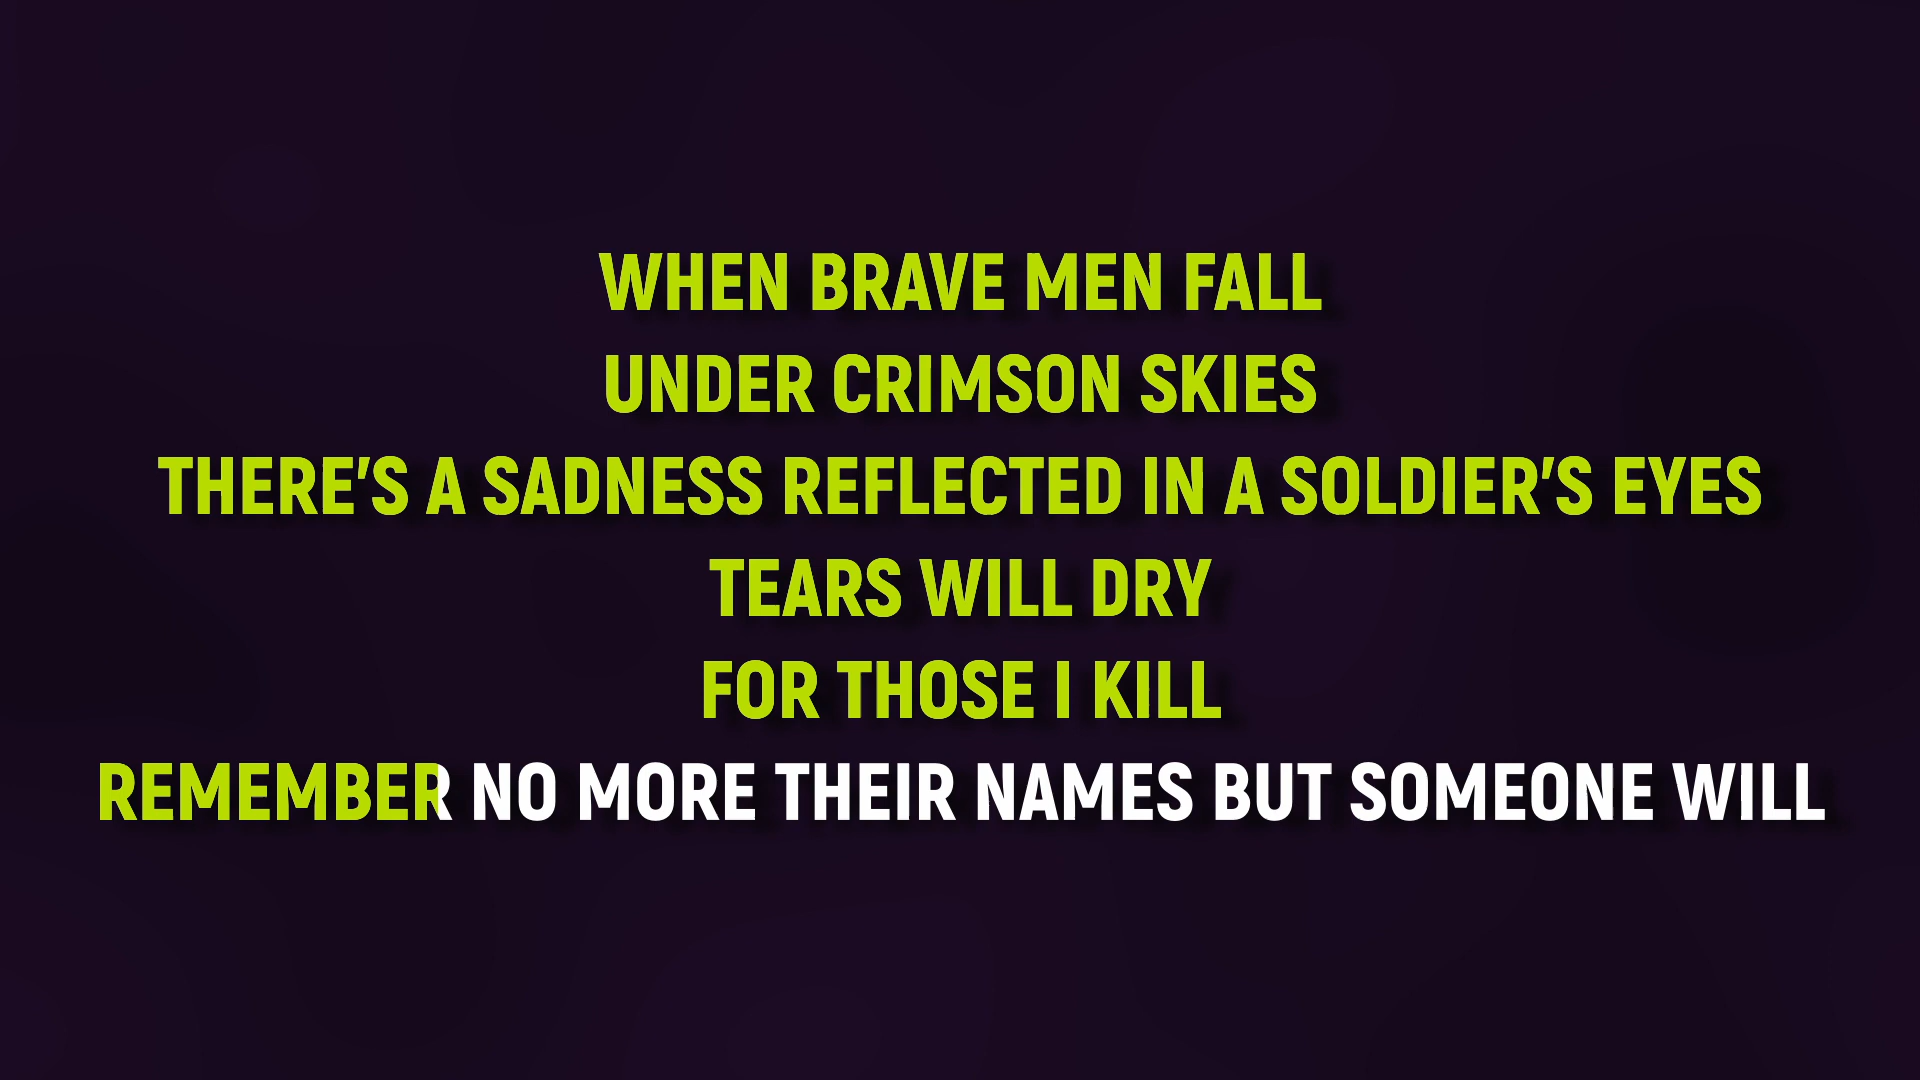 WHEN BRAVE MEN FALL
UNDER CRIMSON SKIES
THERE'S A SADNESS REFLECTED IN A SOLDIER'S EYES
TEARS WILL DRY
FOR THOSE I KILL
REMEMBER NO MORE THEIR NAMES BUT SOMEONE WILL